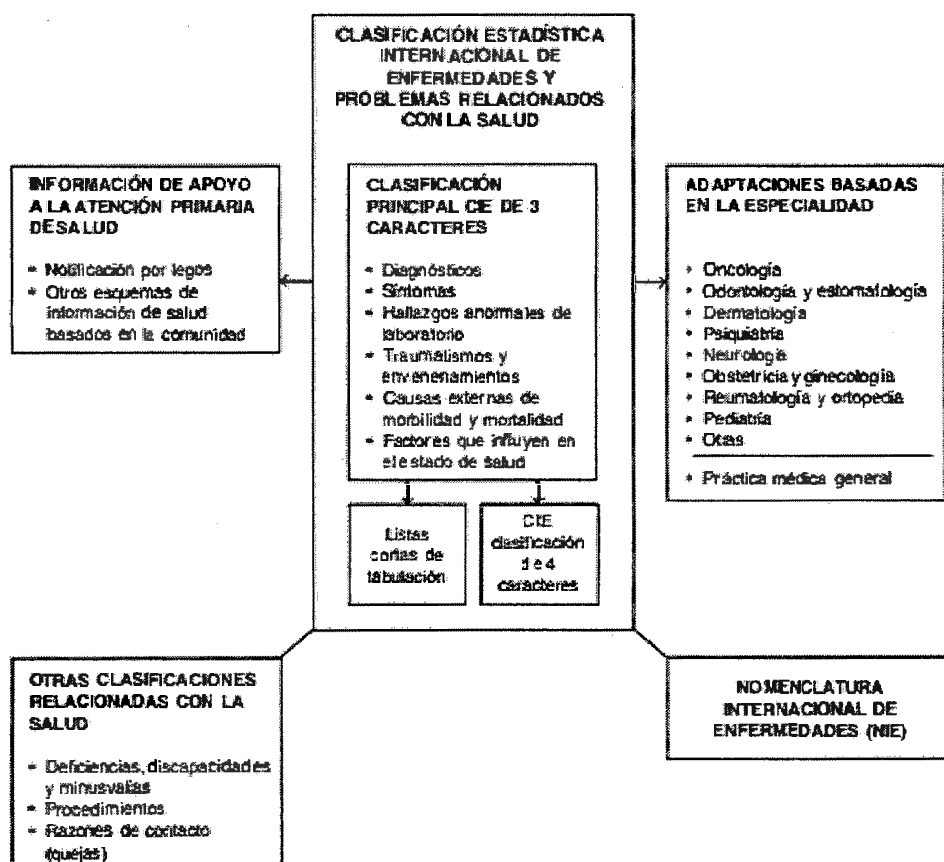 CLASIFICACIÓN ESTADÍSTICA
INTERNACIONAL DE
ENFERMEDADES Y
PROBLEMAS RELACIONADOS
CON LA SALUD
INFORMACIÓN DE APOYO
A LA ATENCIÓN PRIMARIA
DE SALUD
* Notificación por legos
* Otros esquemas de
información de salud
basados en la comunidad
CLASIFICACIÓN
PRINCIPAL CIE DE 3
CARACTERES
* Diagnósticos
* Síntomas
* Hallazgos anormales de
laboratorio
* Traumatismos y
envenenamientos
* Causas externas de
morbilidad y mortalidad
* Factores que influyen en
el estado de salud
ADAPTACIONES BASADAS
EN LA ESPECIALIDAD
* Oncología
* Odontología y estomatología
* Dermatología
* Psiquiatría
* Neurología
* Obstetricia y ginecología
* Reumatología y ortopedia
* Pediatría
* Otras
* Práctica médica general
Listas
cortas de
tabulación
CIE
clasificación
de 4
caracteres
OTRAS CLASIFICACIONES
RELACIONADAS CON LA
SALUD
* Deficiencias, discapacidades
y minusvalías
* Procedimientos
* Razones de contacto
(quejas)
NOMENCLATURA
INTERNACIONAL DE
ENFERMEDADES (NIE)